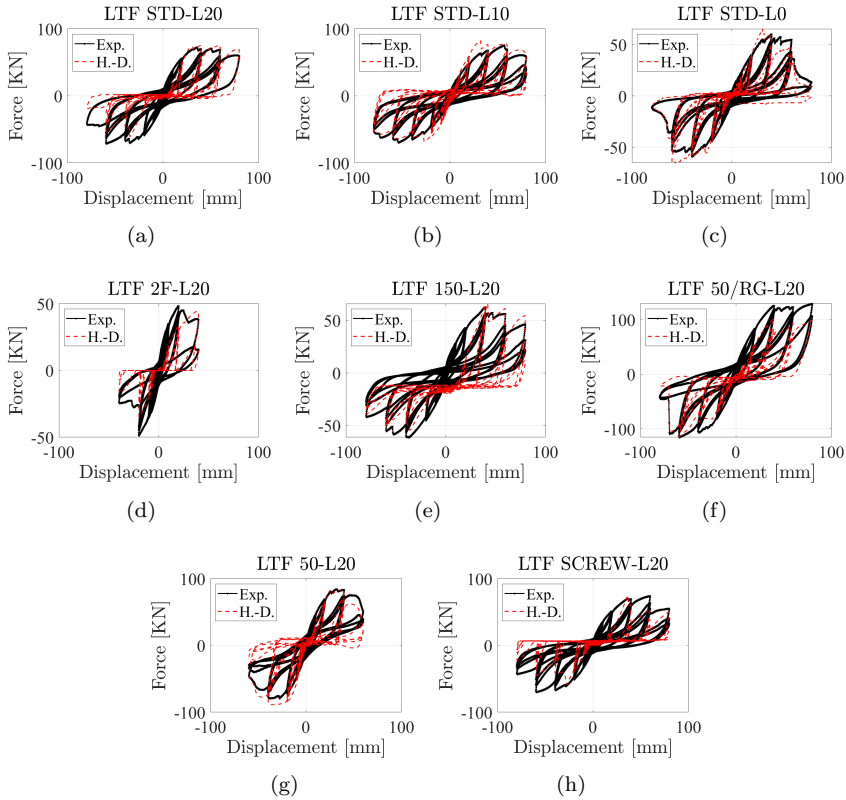 LTF STD-L20
100
0
-100
Force [KN]
Exp.
H.-D.
-100 0 100
Displacement [mm]
(a)
LTF STD-L10
100
0
-100
Force [KN]
Exp.
H.-D.
-100 0 100
Displacement [mm]
(b)
LTF STD-L0
50
0
-50
Force [KN]
Exp.
H.-D.
-100 0 100
Displacement [mm]
(c)
LTF 2F-L20
50
0
-50
Force [KN]
Exp.
H.-D.
-100 0 100
Displacement [mm]
(d)
LTF 150-L20
50
0
-50
Force [KN]
Exp.
H.-D.
-100 0 100
Displacement [mm]
(e)
LTF 50/RG-L20
100
0
-100
Force [KN]
Exp.
H.-D.
-100 0 100
Displacement [mm]
(f)
LTF 50-L20
100
0
-100
Force [KN]
Exp.
H.-D.
-100 0 100
Displacement [mm]
(g)
LTF SCREW-L20
100
0
-100
Force [KN]
Exp.
H.-D.
-100 0 100
Displacement [mm]
(h)